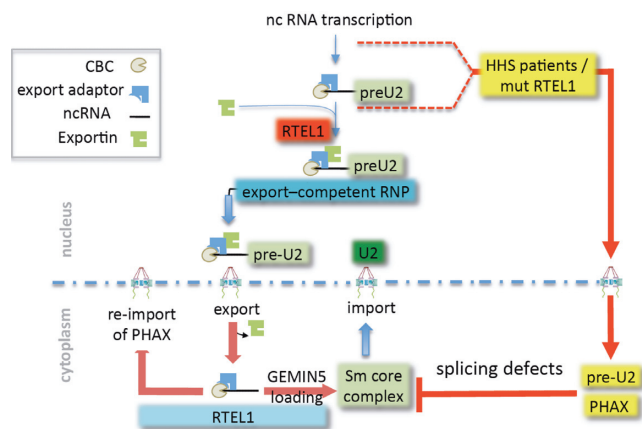 nc RNA transcription
CBC
export adaptor
ncRNA
Exportin
preU2
HHS patients /
mut RTEL1
RTEL1
preU2
export–competent RNP
nucleus
pre-U2
U2
cytoplasm
re-import
of PHAX
export
import
GEMIN5
loading
Sm core
complex
splicing defects
pre-U2
PHAX
RTEL1